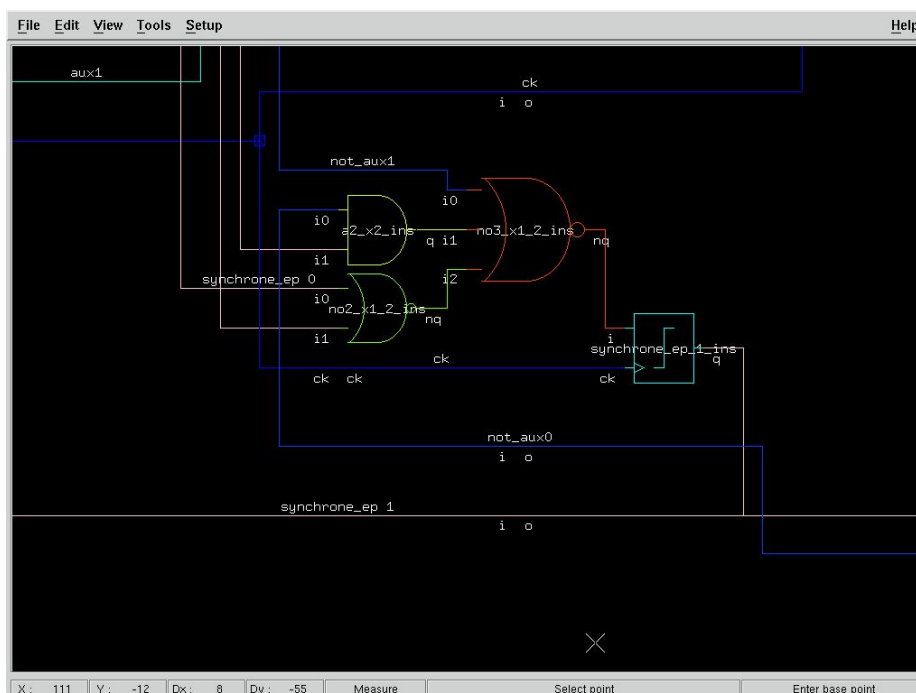 File Edit View Tools Setup Help
aux1
ck
i o
not_aux1
i0
i0
a2_x2_ins
q i1
no3_x1_2_ins
nq
i1
i2
synchrone_ep 0
i0
no2_x1_2_ins
nq
i1
i
synchrone_ep_1_ins
q
ck
ck ck
ck
not_aux0
i o
synchrone_ep 1
i o
X : 111 Y : -12 Dx : 8 Dy : -55 Measure Select point Enter base point